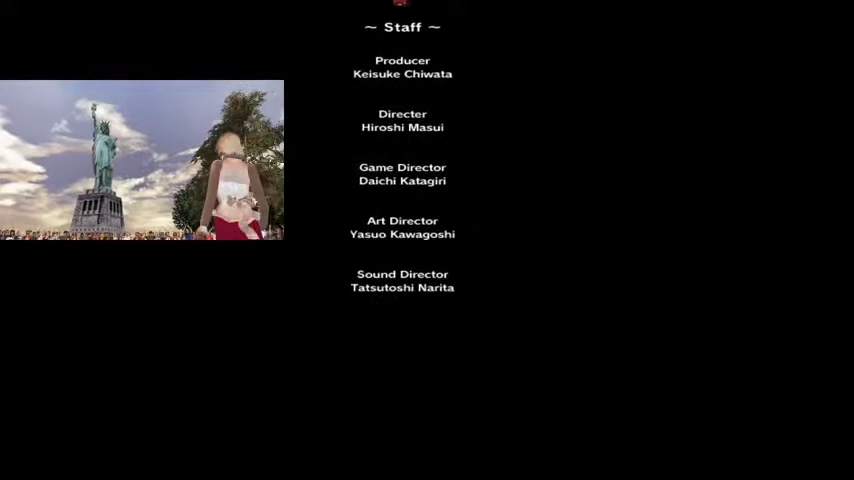 ~ Staff ~
Producer
Keisuke Chiwata
Directer
Hiroshi Masui
Game Director
Daichi Katagiri
Art Director
Yasuo Kawagoshi
Sound Director
Tatsutoshi Narita